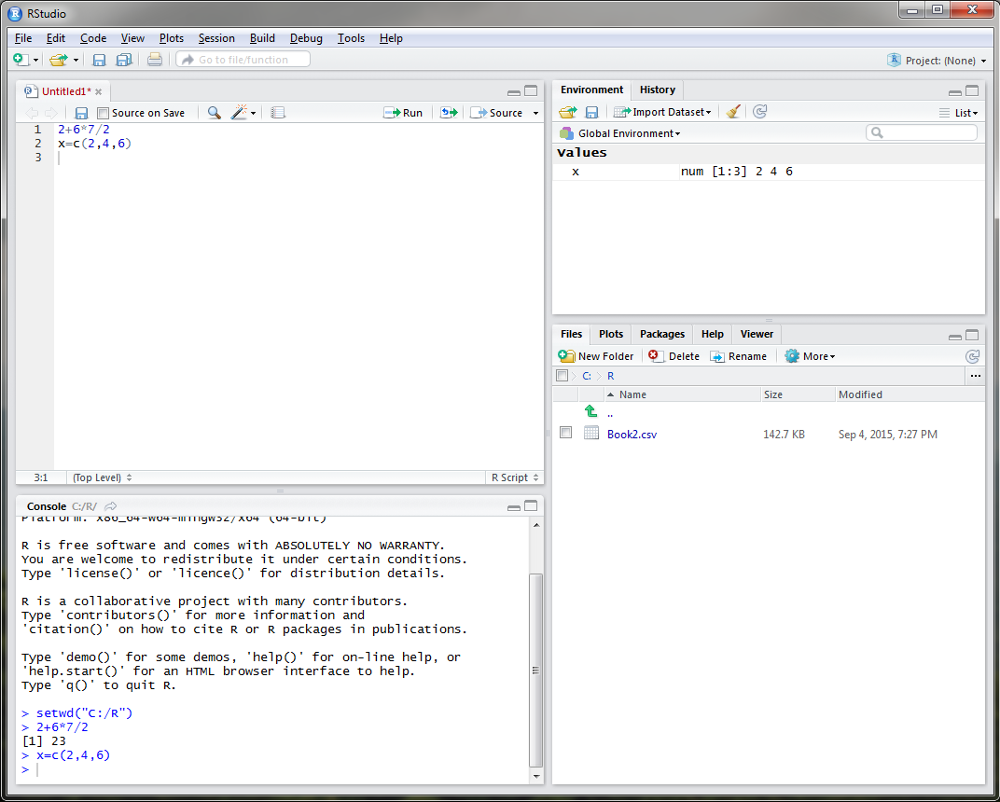 RStudio
File Edit Code View Plots Session Build Debug Tools Help
Go to file/function
Project: (None)
Untitled1*
Source on Save Run Source
1 2+6*7/2
2 x=c(2,4,6)
3
3:1 (Top Level) R Script
Console C:/R/
Platform: x86_64-w64-mingw32/x64 (64-bit)
R is free software and comes with ABSOLUTELY NO WARRANTY.
You are welcome to redistribute it under certain conditions.
Type 'license()' or 'licence()' for distribution details.
R is a collaborative project with many contributors.
Type 'contributors()' for more information and
'citation()' on how to cite R or R packages in publications.
Type 'demo()' for some demos, 'help()' for on-line help, or
'help.start()' for an HTML browser interface to help.
Type 'q()' to quit R.
> setwd("C:/R")
> 2+6*7/2
[1] 23
> x=c(2,4,6)
>
Environment History
Import Dataset List
Global Environment
Values
x num [1:3] 2 4 6
Files Plots Packages Help Viewer
New Folder Delete Rename More
C: R ...
Name Size Modified
..
Book2.csv 142.7 KB Sep 4, 2015, 7:27 PM